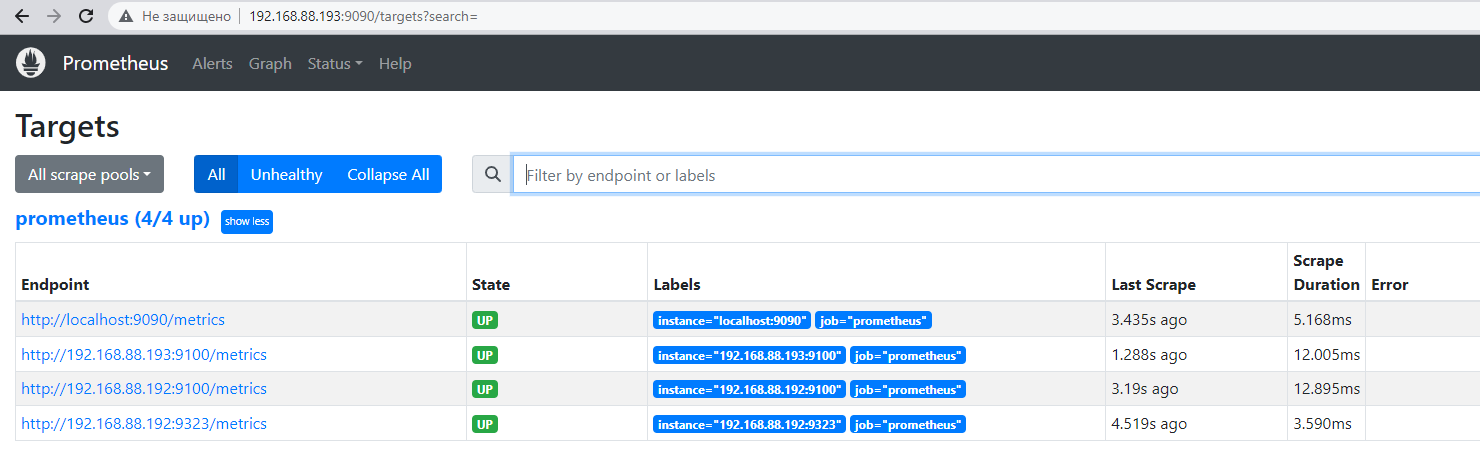 Не защищено 192.168.88.193:9090/targets?search=
Prometheus Alerts Graph Status Help
Targets
All scrape pools All Unhealthy Collapse All Filter by endpoint or labels
prometheus (4/4 up) show less
Endpoint State Labels Last Scrape Scrape Duration Error
http://localhost:9090/metrics UP instance="localhost:9090" job="prometheus" 3.435s ago 5.168ms
http://192.168.88.193:9100/metrics UP instance="192.168.88.193:9100" job="prometheus" 1.288s ago 12.005ms
http://192.168.88.192:9100/metrics UP instance="192.168.88.192:9100" job="prometheus" 3.19s ago 12.895ms
http://192.168.88.192:9323/metrics UP instance="192.168.88.192:9323" job="prometheus" 4.519s ago 3.590ms